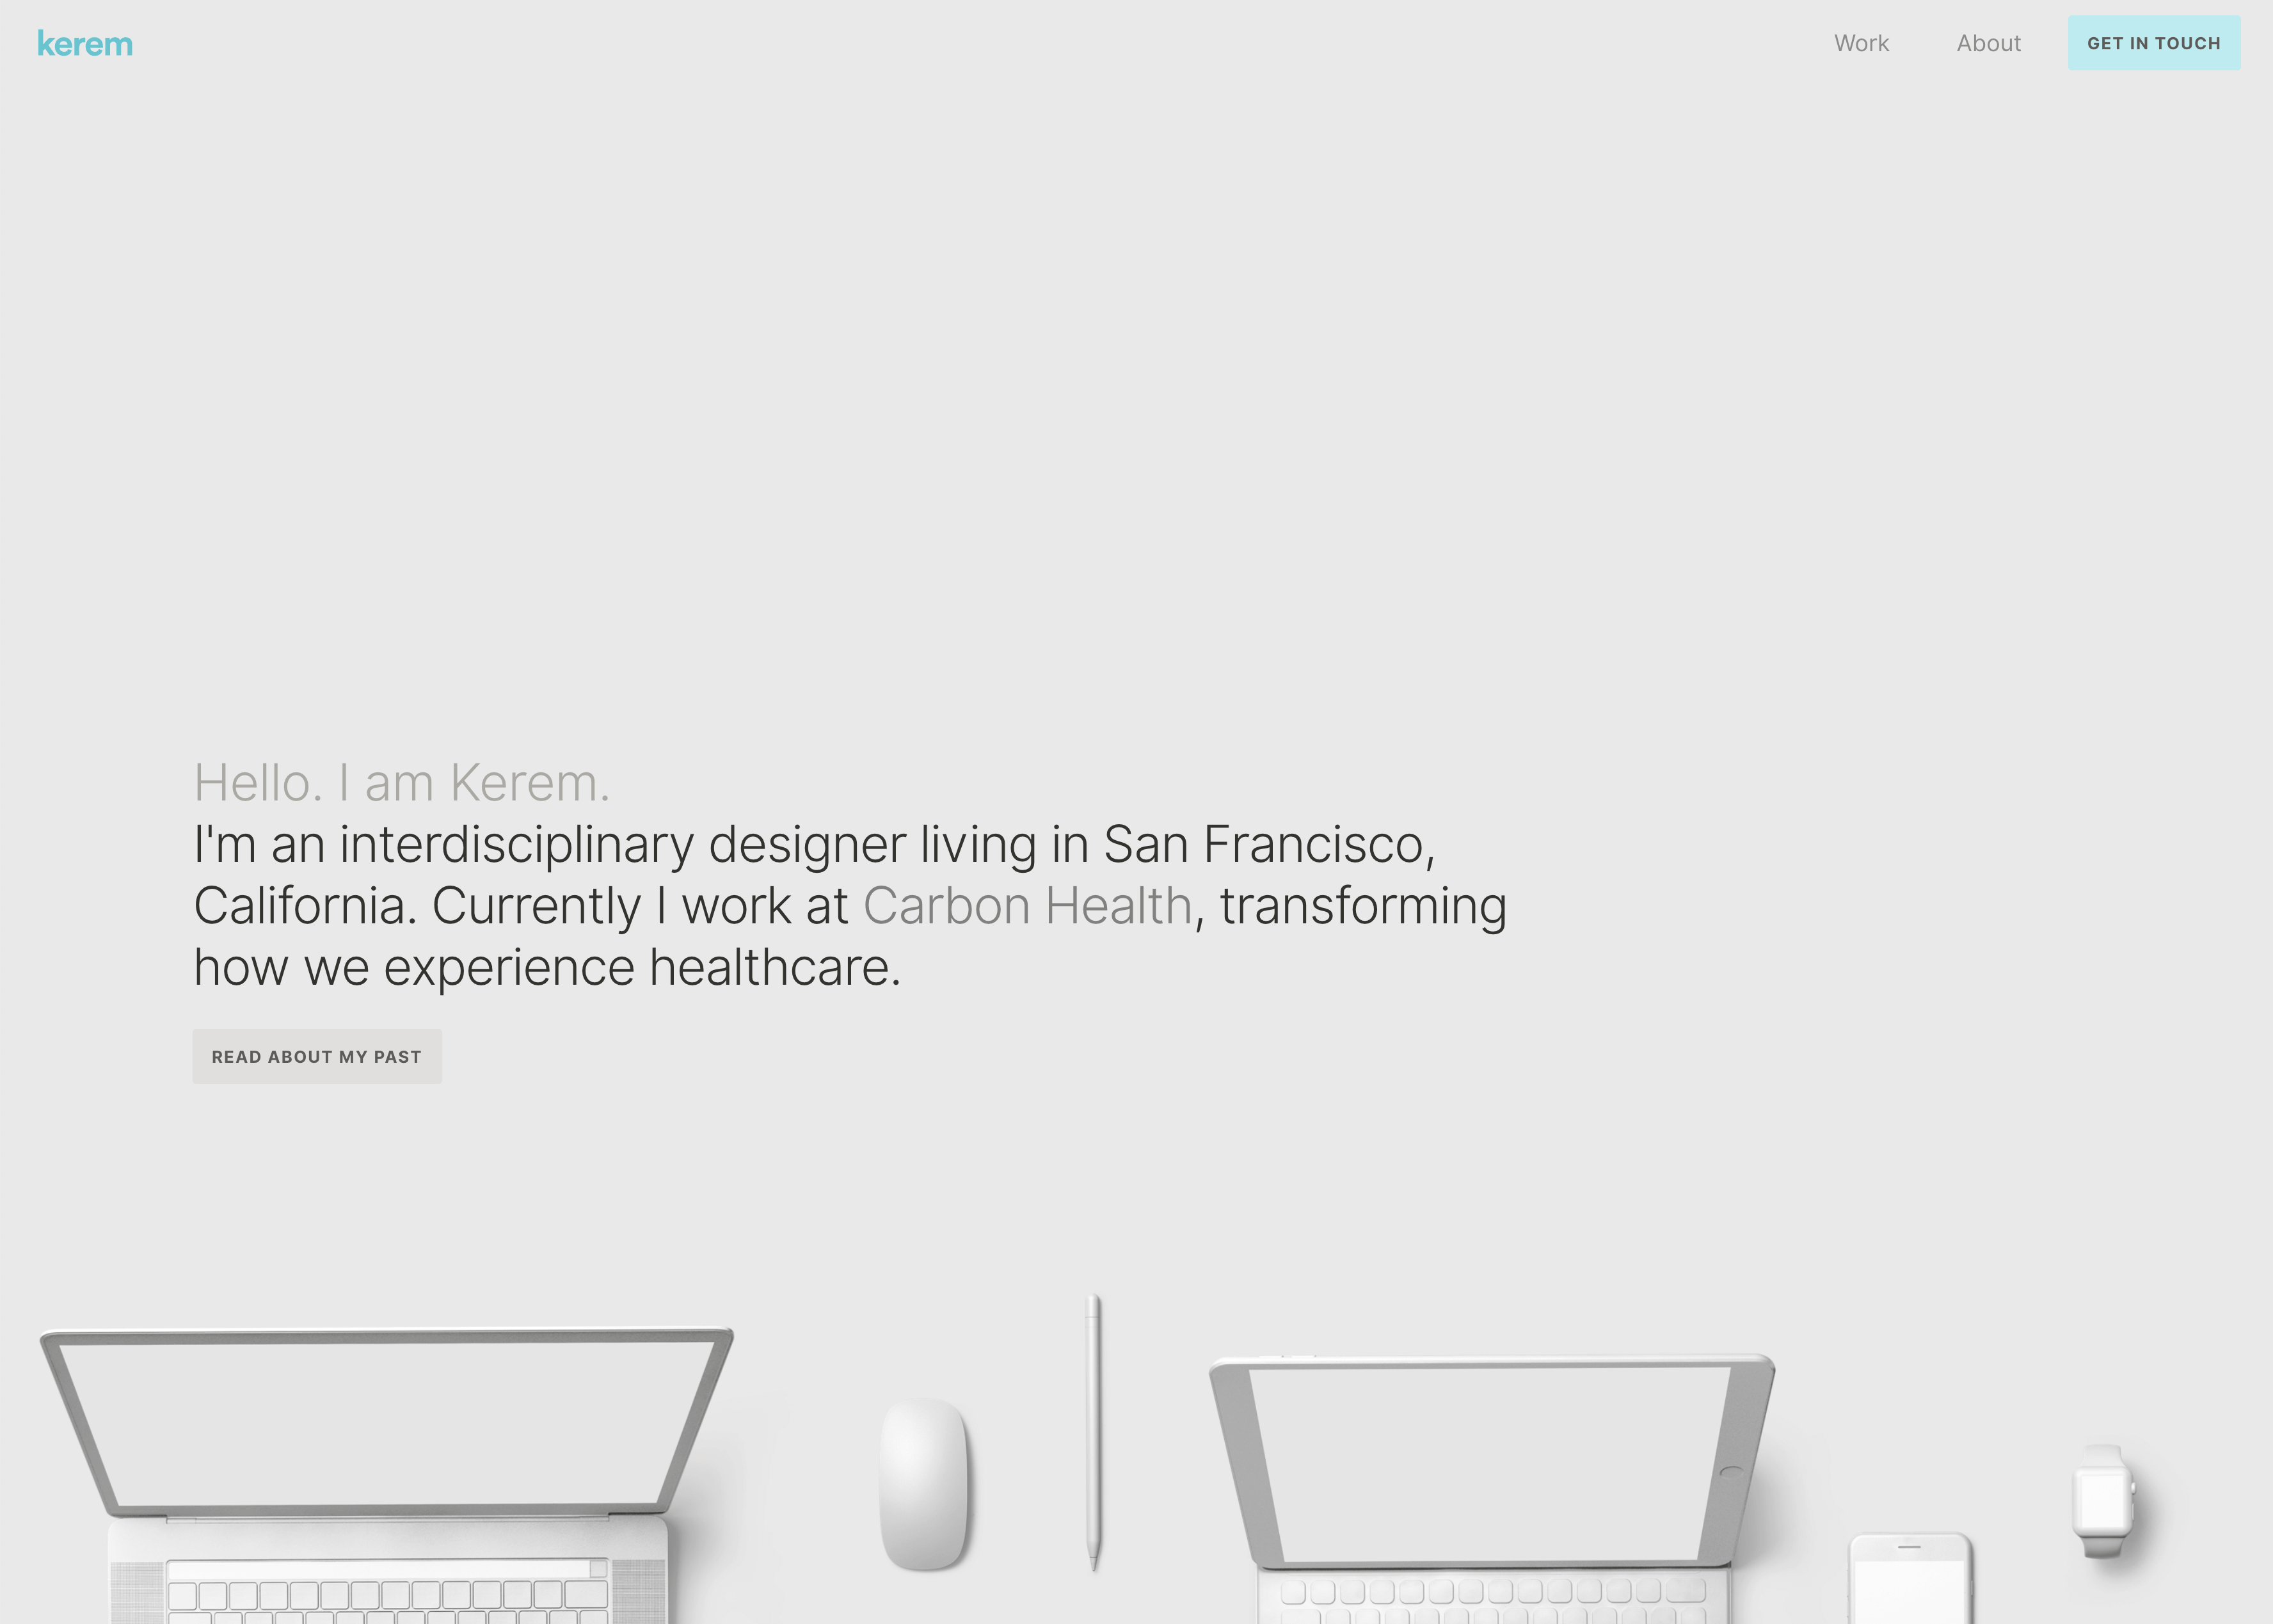 kerem
Work
About
GET IN TOUCH
Hello. I am Kerem.
I'm an interdisciplinary designer living in San Francisco,
California. Currently I work at Carbon Health, transforming
how we experience healthcare.
READ ABOUT MY PAST